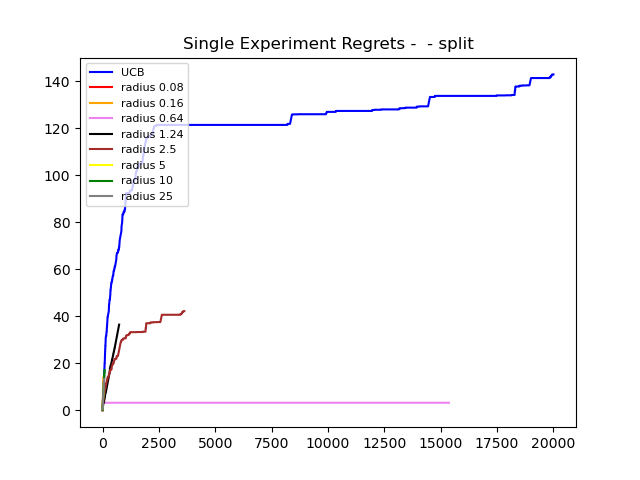 Single Experiment Regrets -  - split
UCB
radius 0.08
radius 0.16
radius 0.64
radius 1.24
radius 2.5
radius 5
radius 10
radius 25
140
120
100
80
60
40
20
0
0 2500 5000 7500 10000 12500 15000 17500 20000